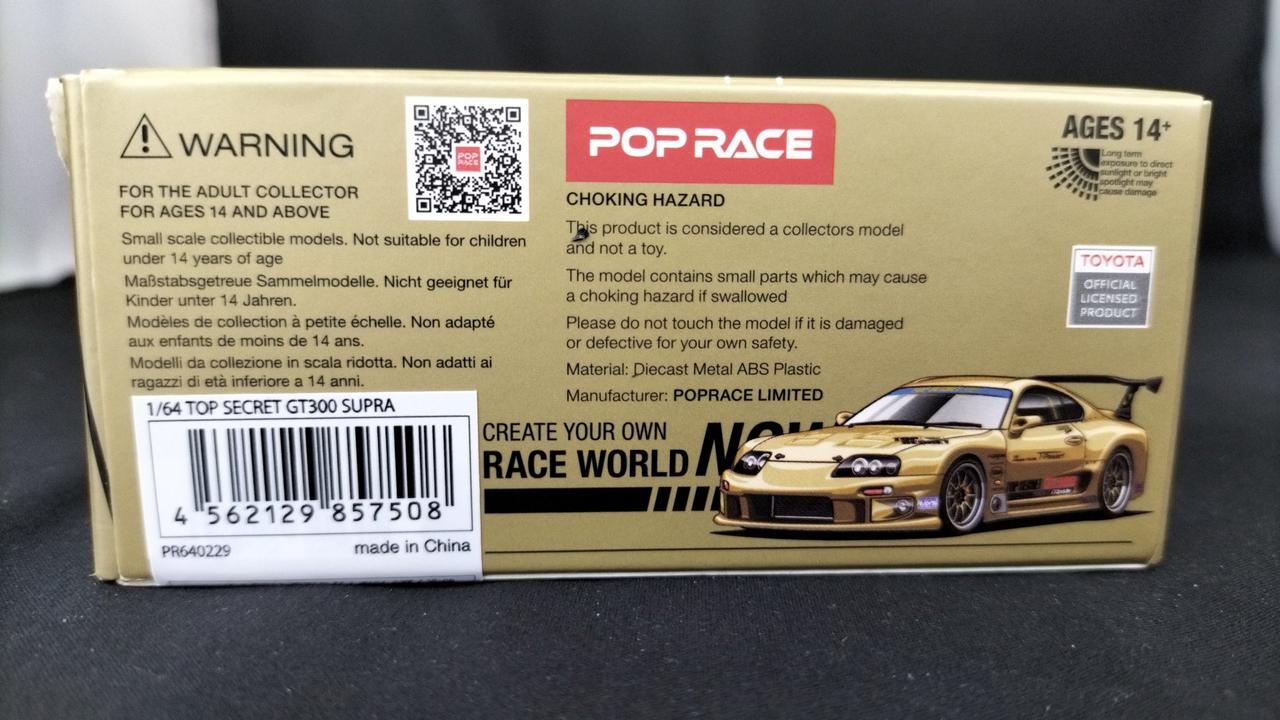 WARNING
FOR THE ADULT COLLECTOR
FOR AGES 14 AND ABOVE
Small scale collectible models. Not suitable for children
under 14 years of age
Maßstabsgetreue Sammelmodelle. Nicht geeignet für
Kinder unter 14 Jahren.
Modèles de collection à petite échelle. Non adapté
aux enfants de moins de 14 ans.
Modelli da collezione in scala ridotta. Non adatti ai
ragazzi di età inferiore a 14 anni.
1/64 TOP SECRET GT300 SUPRA
4 562129 857508
PR640229 made in China
POP RACE
POP RACE
CHOKING HAZARD
This product is considered a collectors model
and not a toy.
The model contains small parts which may cause
a choking hazard if swallowed
Please do not touch the model if it is damaged
or defective for your own safety.
Material: Diecast Metal ABS Plastic
Manufacturer: POPRACE LIMITED
CREATE YOUR OWN
RACE WORLD NOW
AGES 14+
Long term
exposure to direct
sunlight or bright
spotlight may
cause damage
TOYOTA
OFFICIAL
LICENSED
PRODUCT